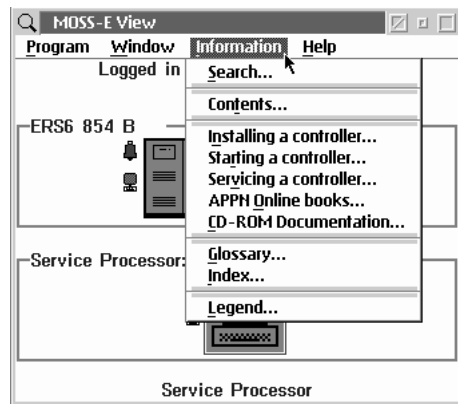 MOSS-E View
Program Window Information Help
Logged in
Search...
Contents...
ERS6 854 B
Installing a controller...
Starting a controller...
Servicing a controller...
APPN Online books...
CD-ROM Documentation...
Service Processor:
Glossary...
Index...
Legend...
Service Processor